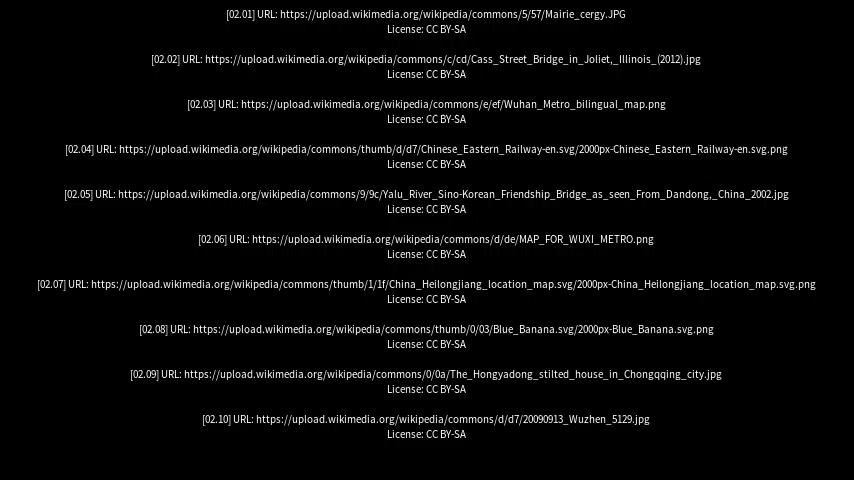 [02.01] URL: https://upload.wikimedia.org/wikipedia/commons/5/57/Mairie_cergy.JPG
License: CC BY-SA
[02.02] URL: https://upload.wikimedia.org/wikipedia/commons/c/cd/Cass_Street_Bridge_in_Joliet,_Illinois_(2012).jpg
License: CC BY-SA
[02.03] URL: https://upload.wikimedia.org/wikipedia/commons/e/ef/Wuhan_Metro_bilingual_map.png
License: CC BY-SA
[02.04] URL: https://upload.wikimedia.org/wikipedia/commons/thumb/d/d7/Chinese_Eastern_Railway-en.svg/2000px-Chinese_Eastern_Railway-en.svg.png
License: CC BY-SA
[02.05] URL: https://upload.wikimedia.org/wikipedia/commons/9/9c/Yalu_River_Sino-Korean_Friendship_Bridge_as_seen_From_Dandong,_China_2002.jpg
License: CC BY-SA
[02.06] URL: https://upload.wikimedia.org/wikipedia/commons/d/de/MAP_FOR_WUXI_METRO.png
License: CC BY-SA
[02.07] URL: https://upload.wikimedia.org/wikipedia/commons/thumb/1/1f/China_Heilongjiang_location_map.svg/2000px-China_Heilongjiang_location_map.svg.png
License: CC BY-SA
[02.08] URL: https://upload.wikimedia.org/wikipedia/commons/thumb/0/03/Blue_Banana.svg/2000px-Blue_Banana.svg.png
License: CC BY-SA
[02.09] URL: https://upload.wikimedia.org/wikipedia/commons/0/0a/The_Hongyadong_stilted_house_in_Chongqqing_city.jpg
License: CC BY-SA
[02.10] URL: https://upload.wikimedia.org/wikipedia/commons/d/d7/20090913_Wuzhen_5129.jpg
License: CC BY-SA